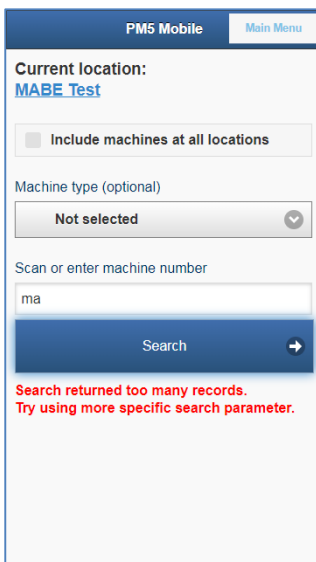 PM5 Mobile Main Menu
Current location:
MABE Test
Include machines at all locations
Machine type (optional)
Not selected
Scan or enter machine number
ma
Search
Search returned too many records.
Try using more specific search parameter.